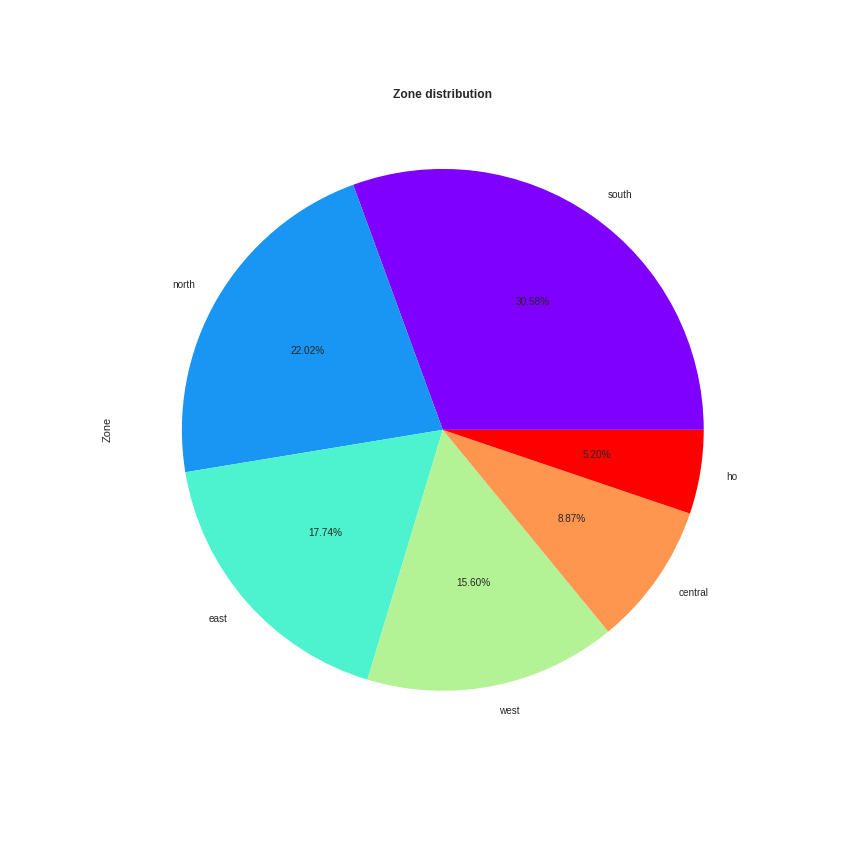 Zone distribution
south
30.58%
north
22.02%
Zone
5.20%
ho
8.87%
17.74%
15.60%
central
east
west